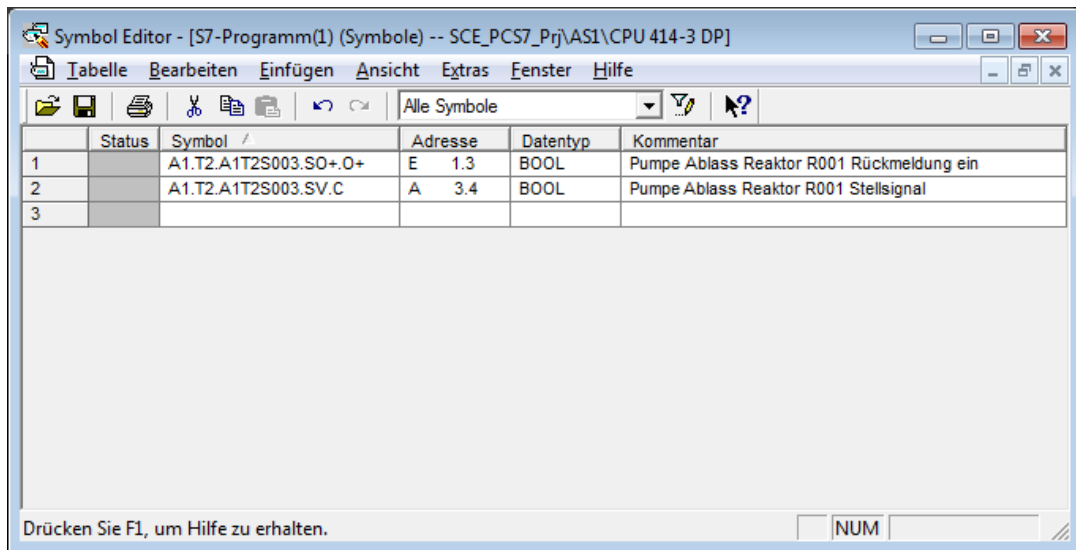 Symbol Editor - [S7-Programm(1) (Symbole) -- SCE_PCS7_Prj\AS1\CPU 414-3 DP]
Tabelle Bearbeiten Einfügen Ansicht Extras Fenster Hilfe
Alle Symbole
Status Symbol Adresse Datentyp Kommentar
1 A1.T2.A1T2S003.SO+.O+ E 1.3 BOOL Pumpe Ablass Reaktor R001 Rückmeldung ein
2 A1.T2.A1T2S003.SV.C A 3.4 BOOL Pumpe Ablass Reaktor R001 Stellsignal
3
Drücken Sie F1, um Hilfe zu erhalten. NUM